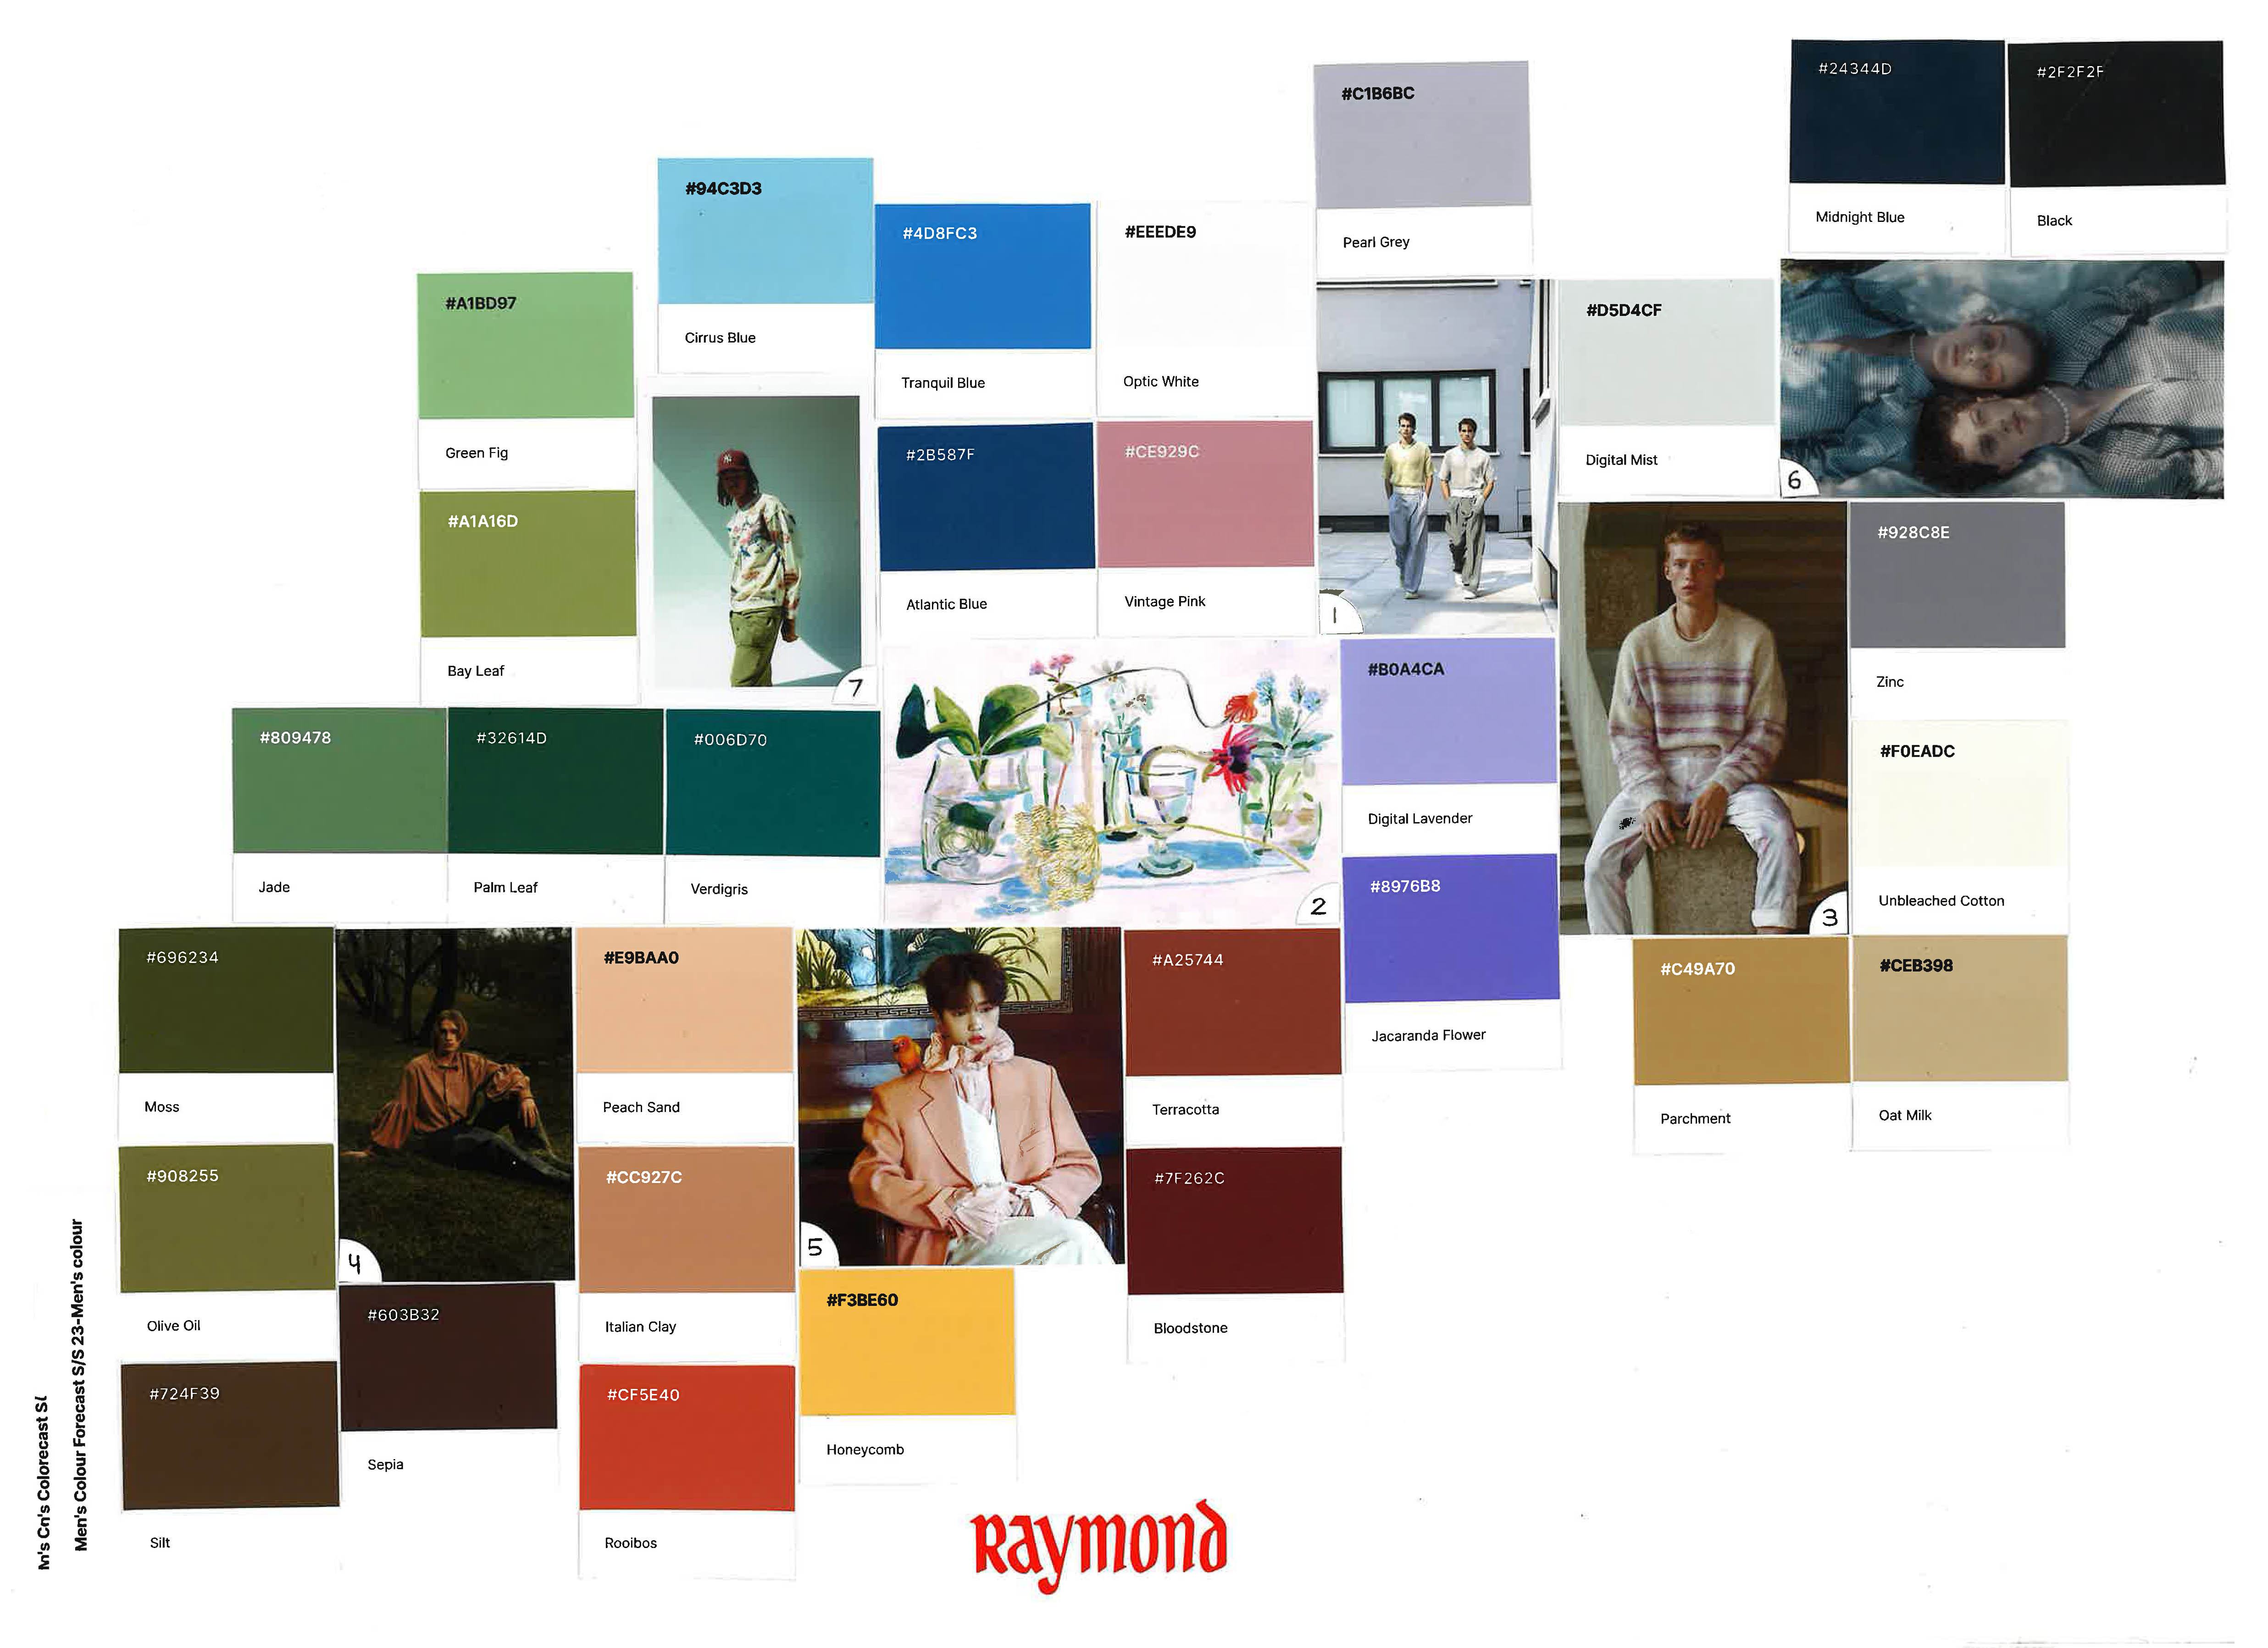 #24344D
Midnight Blue
#2F2F2F
Black
#C1B6BC
Pearl Grey
#94C3D3
Cirrus Blue
#4D8FC3
Tranquil Blue
#EEEDE9
Optic White
#A1BD97
Green Fig
#D5D4CF
Digital Mist
6
#2B587F
Atlantic Blue
#CE929C
Vintage Pink
1
#A1A16D
Bay Leaf
7
#928C8E
Zinc
#B0A4CA
Digital Lavender
#809478
Jade
#32614D
Palm Leaf
#006D70
Verdigris
2
3
#F0EADC
Unbleached Cotton
#8976B8
Jacaranda Flower
#696234
Moss
4
#E9BAA0
Peach Sand
5
#A25744
Terracotta
#C49A70
Parchment
#CEB398
Oat Milk
#908255
Olive Oil
#CC927C
Italian Clay
#7F262C
Bloodstone
#603B32
Sepia
#F3BE60
Honeycomb
#724F39
Silt
#CF5E40
Rooibos
Men's Colour Forecast S/S 23-Men's colour
Raymond